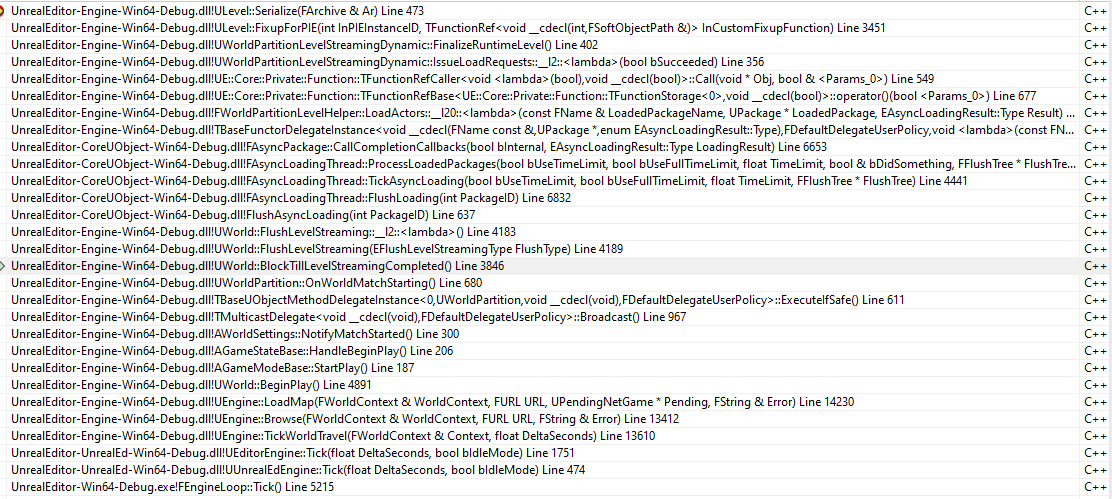 UnrealEditor-Engine-Win64-Debug.dll!ULevel::Serialize(FArchive & Ar) Line 473 C++
UnrealEditor-Engine-Win64-Debug.dll!ULevel::FixupForPIE(int InPIEInstanceID, TFunctionRef<void __cdecl(int,FSoftObjectPath &)> InCustomFixupFunction) Line 3451 C++
UnrealEditor-Engine-Win64-Debug.dll!UWorldPartitionLevelStreamingDynamic::FinalizeRuntimeLevel() Line 402 C++
UnrealEditor-Engine-Win64-Debug.dll!UWorldPartitionLevelStreamingDynamic::IssueLoadRequests::__l2::<lambda>(bool bSucceeded) Line 356 C++
UnrealEditor-Engine-Win64-Debug.dll!UE::Core::Private::Function::TFunctionRefCaller<void <lambda>(bool),void __cdecl(bool)>::Call(void * Obj, bool & <Params_0>) Line 549 C++
UnrealEditor-Engine-Win64-Debug.dll!UE::Core::Private::Function::TFunctionRefBase<UE::Core::Private::Function::TFunctionStorage<0>,void __cdecl(bool)>::operator()(bool <Params_0>) Line 677 C++
UnrealEditor-Engine-Win64-Debug.dll!FWorldPartitionLevelHelper::LoadActors::__l20::<lambda>(const FName & LoadedPackageName, UPackage * LoadedPackage, EAsyncLoadingResult::Type Result) ... C++
UnrealEditor-Engine-Win64-Debug.dll!TBaseFunctorDelegateInstance<void __cdecl(FName const &,UPackage *,enum EAsyncLoadingResult::Type),FDefaultDelegateUserPolicy,void <lambda>(const FN... C++
UnrealEditor-CoreUObject-Win64-Debug.dll!FAsyncPackage::CallCompletionCallbacks(bool bInternal, EAsyncLoadingResult::Type LoadingResult) Line 6653 C++
UnrealEditor-CoreUObject-Win64-Debug.dll!FAsyncLoadingThread::ProcessLoadedPackages(bool bUseTimeLimit, bool bUseFullTimeLimit, float TimeLimit, bool & bDidSomething, FFlushTree * FlushTre... C++
UnrealEditor-CoreUObject-Win64-Debug.dll!FAsyncLoadingThread::TickAsyncLoading(bool bUseTimeLimit, bool bUseFullTimeLimit, float TimeLimit, FFlushTree * FlushTree) Line 4441 C++
UnrealEditor-CoreUObject-Win64-Debug.dll!FAsyncLoadingThread::FlushLoading(int PackageID) Line 6832 C++
UnrealEditor-CoreUObject-Win64-Debug.dll!FlushAsyncLoading(int PackageID) Line 637 C++
UnrealEditor-Engine-Win64-Debug.dll!UWorld::FlushLevelStreaming::__l2::<lambda>() Line 4183 C++
UnrealEditor-Engine-Win64-Debug.dll!UWorld::FlushLevelStreaming(EFlushLevelStreamingType FlushType) Line 4189 C++
UnrealEditor-Engine-Win64-Debug.dll!UWorld::BlockTillLevelStreamingCompleted() Line 3846 C++
UnrealEditor-Engine-Win64-Debug.dll!UWorldPartition::OnWorldMatchStarting() Line 680 C++
UnrealEditor-Engine-Win64-Debug.dll!TBaseUObjectMethodDelegateInstance<0,UWorldPartition,void __cdecl(void),FDefaultDelegateUserPolicy>::ExecuteIfSafe() Line 611 C++
UnrealEditor-Engine-Win64-Debug.dll!TMulticastDelegate<void __cdecl(void),FDefaultDelegateUserPolicy>::Broadcast() Line 967 C++
UnrealEditor-Engine-Win64-Debug.dll!AWorldSettings::NotifyMatchStarted() Line 300 C++
UnrealEditor-Engine-Win64-Debug.dll!AGameStateBase::HandleBeginPlay() Line 206 C++
UnrealEditor-Engine-Win64-Debug.dll!AGameModeBase::StartPlay() Line 187 C++
UnrealEditor-Engine-Win64-Debug.dll!UWorld::BeginPlay() Line 4891 C++
UnrealEditor-Engine-Win64-Debug.dll!UEngine::LoadMap(FWorldContext & WorldContext, FURL URL, UPendingNetGame * Pending, FString & Error) Line 14230 C++
UnrealEditor-Engine-Win64-Debug.dll!UEngine::Browse(FWorldContext & WorldContext, FURL URL, FString & Error) Line 13412 C++
UnrealEditor-Engine-Win64-Debug.dll!UEngine::TickWorldTravel(FWorldContext & Context, float DeltaSeconds) Line 13610 C++
UnrealEditor-UnrealEd-Win64-Debug.dll!UEditorEngine::Tick(float DeltaSeconds, bool bIdleMode) Line 1751 C++
UnrealEditor-UnrealEd-Win64-Debug.dll!UUnrealEdEngine::Tick(float DeltaSeconds, bool bIdleMode) Line 474 C++
UnrealEditor-Win64-Debug.exe!FEngineLoop::Tick() Line 5215 C++